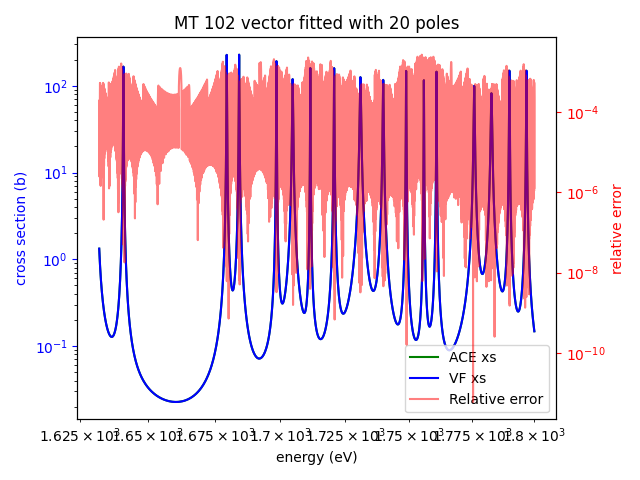 MT 102 vector fitted with 20 poles
10²
10¹
10⁰
10⁻¹
cross section (b)
10⁻⁴
10⁻⁶
10⁻⁸
10⁻¹⁰
relative error
ACE xs
VF xs
Relative error
1.625 × 10³ 1.65 × 10³ 1.675 × 10³ 1.7 × 10³ 1.725 × 10³ 1.75 × 10³ 1.775 × 10³ 1.8 × 10³
energy (eV)